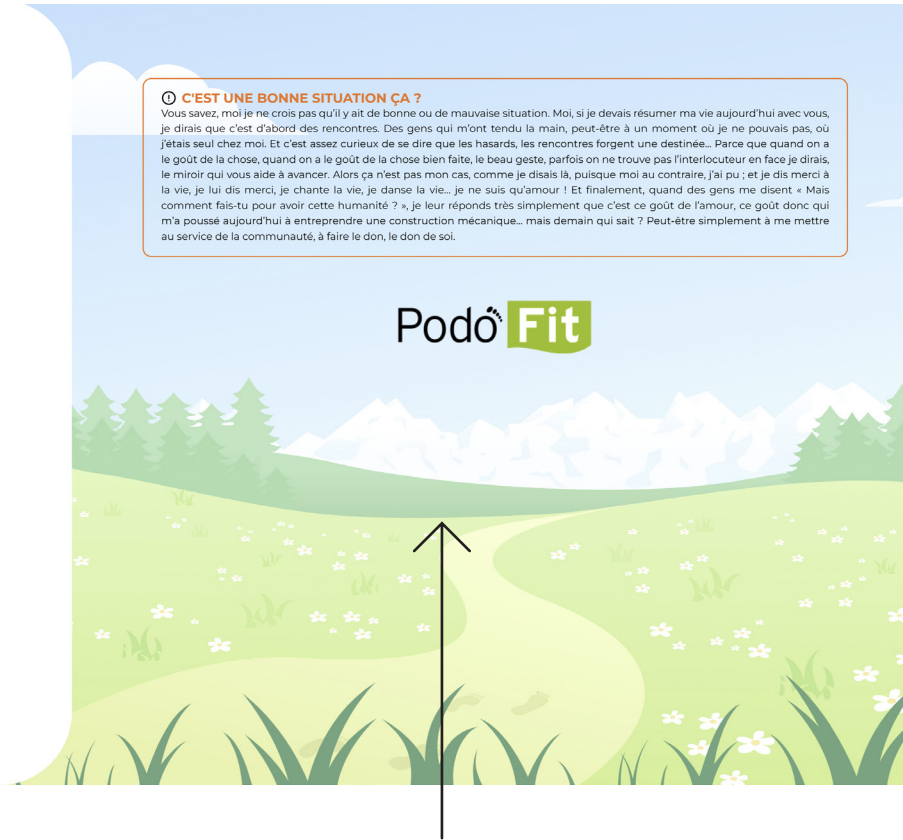 C'EST UNE BONNE SITUATION ÇA ?
Vous savez, moi je ne crois pas qu'il y ait de bonne ou de mauvaise situation. Moi, si je devais résumer ma vie aujourd'hui avec vous,
je dirais que c'est d'abord des rencontres. Des gens qui m'ont tendu la main, peut-être à un moment où je ne pouvais pas, où
j'étais seul chez moi. Et c'est assez curieux de se dire que les hasards, les rencontres forgent une destinée... Parce que quand on a
le goût de la chose, quand on a le goût de la chose bien faite, le beau geste, parfois on ne trouve pas l'interlocuteur en face je dirais,
le miroir qui vous aide à avancer. Alors ça n'est pas mon cas, comme je disais là, puisque moi au contraire, j'ai pu ; et je dis merci à
la vie, je lui dis merci, je chante la vie, je danse la vie... je ne suis qu'amour ! Et finalement, quand des gens me disent « Mais
comment fais-tu pour avoir cette humanité ? », je leur réponds très simplement que c'est ce goût de l'amour, ce goût donc qui
m'a poussé aujourd'hui à entreprendre une construction mécanique... mais demain qui sait ? Peut-être simplement à me mettre
au service de la communauté, à faire le don, le don de soi.
Podo Fit